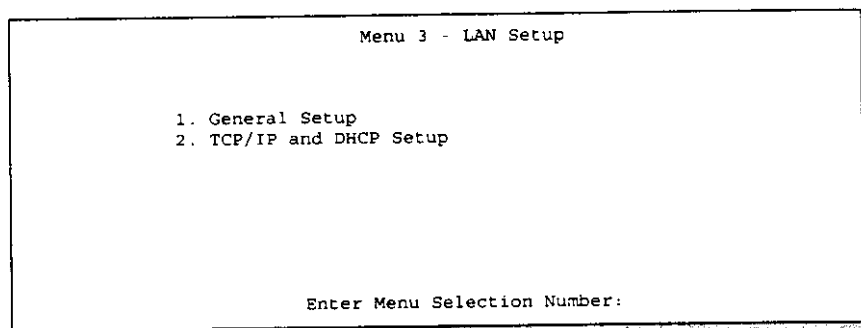 Menu 3 - LAN Setup
1. General Setup
2. TCP/IP and DHCP Setup
Enter Menu Selection Number: